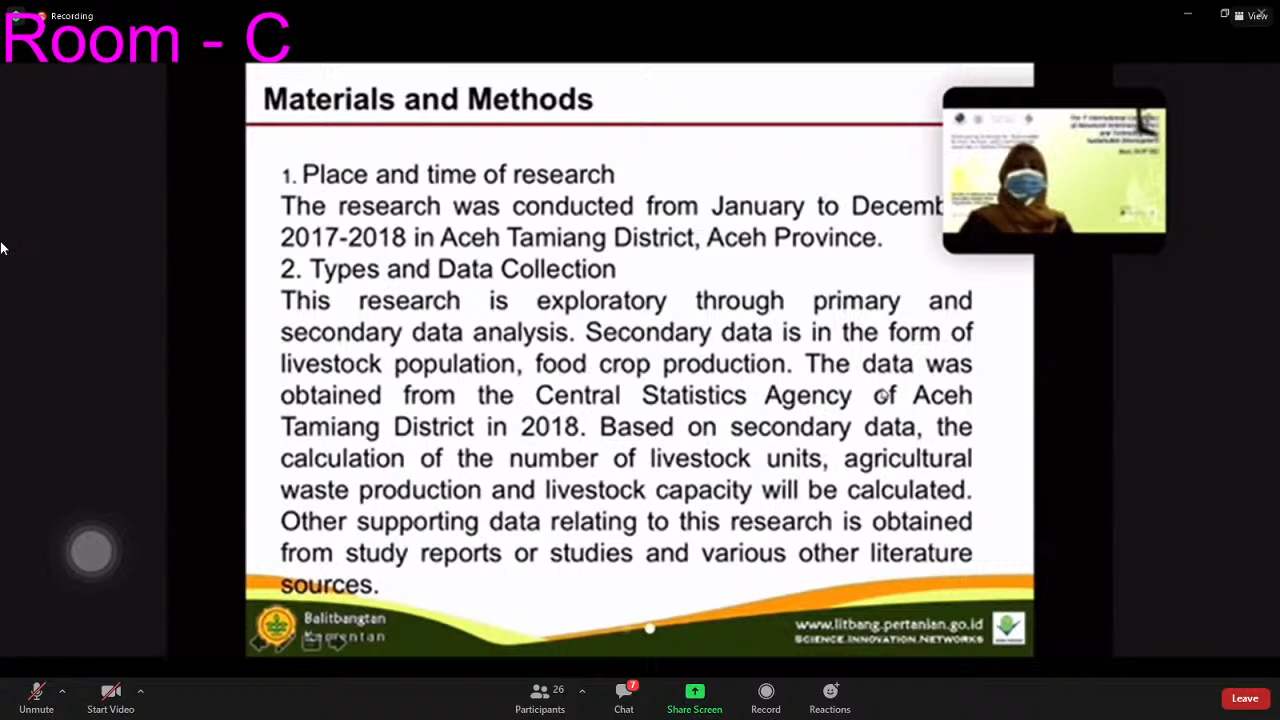 Recording
View
Room - C
Materials and Methods
1. Place and time of research
The research was conducted from January to Decemb
2017-2018 in Aceh Tamiang District, Aceh Province.
2. Types and Data Collection
This research is exploratory through primary and
secondary data analysis. Secondary data is in the form of
livestock population, food crop production. The data was
obtained from the Central Statistics Agency of Aceh
Tamiang District in 2018. Based on secondary data, the
calculation of the number of livestock units, agricultural
waste production and livestock capacity will be calculated.
Other supporting data relating to this research is obtained
from study reports or studies and various other literature
sources.
Balitbangtan
www.litbang.pertanian.go.id
SCIENCE.INNOVATION.NETWORKS
Unmute
Start Video
26
Participants
7
Chat
Share Screen
Record
Reactions
Leave